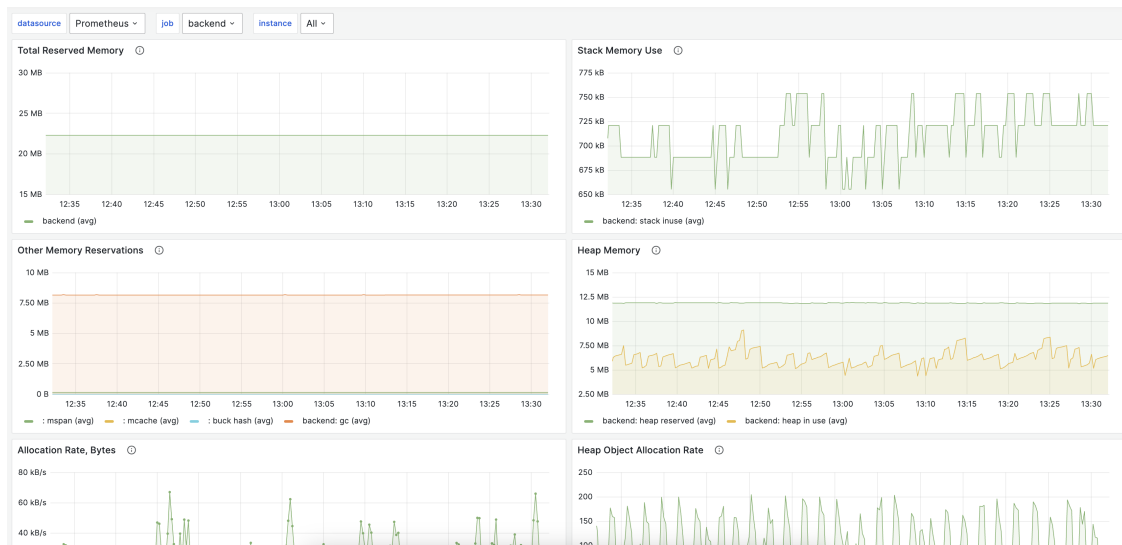 datasource Prometheus job backend instance All
Total Reserved Memory
30 MB
25 MB
20 MB
15 MB
12:35 12:40 12:45 12:50 12:55 13:00 13:05 13:10 13:15 13:20 13:25 13:30
backend (avg)
Stack Memory Use
775 kB
750 kB
725 kB
700 kB
675 kB
650 kB
12:35 12:40 12:45 12:50 12:55 13:00 13:05 13:10 13:15 13:20 13:25 13:30
backend: stack inuse (avg)
Other Memory Reservations
10 MB
7.50 MB
5 MB
2.50 MB
0 B
12:35 12:40 12:45 12:50 12:55 13:00 13:05 13:10 13:15 13:20 13:25 13:30
: mspan (avg) : mcache (avg) : buck hash (avg) backend: gc (avg)
Heap Memory
15 MB
12.5 MB
10 MB
7.50 MB
5 MB
2.50 MB
12:35 12:40 12:45 12:50 12:55 13:00 13:05 13:10 13:15 13:20 13:25 13:30
backend: heap reserved (avg) backend: heap in use (avg)
Allocation Rate, Bytes
80 kB/s
60 kB/s
40 kB/s
Heap Object Allocation Rate
250
200
150
100